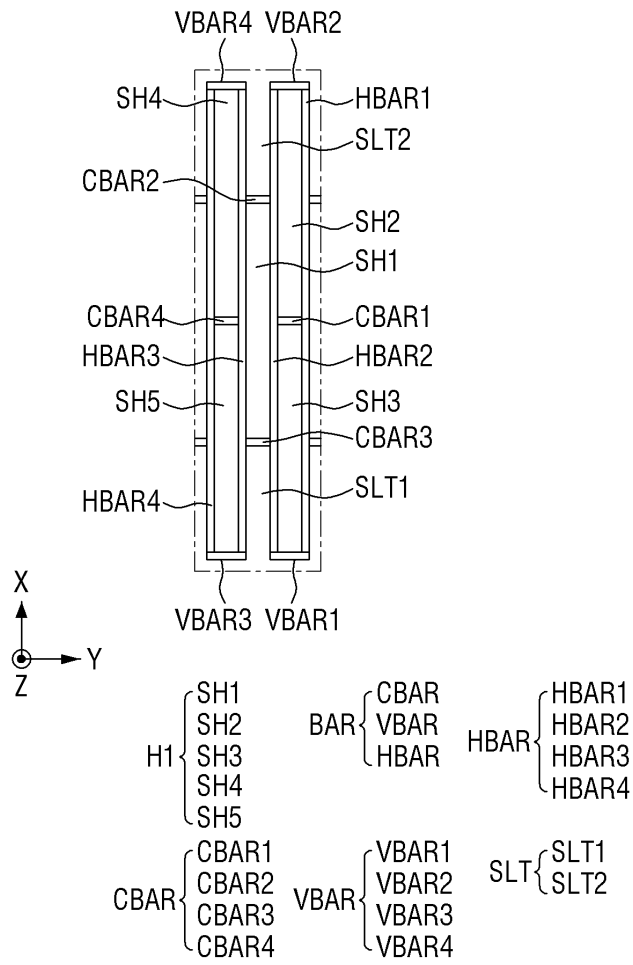 VBAR4 VBAR2
SH4 HBAR1
SLT2
CBAR2
SH2
SH1
CBAR4 CBAR1
HBAR3 HBAR2
SH5 SH3
CBAR3
HBAR4 SLT1
VBAR3 VBAR1
X
Y
Z
H1 SH1 SH2 SH3 SH4 SH5
BAR CBAR VBAR HBAR
HBAR HBAR1 HBAR2 HBAR3 HBAR4
CBAR CBAR1 CBAR2 CBAR3 CBAR4
VBAR VBAR1 VBAR2 VBAR3 VBAR4
SLT SLT1 SLT2